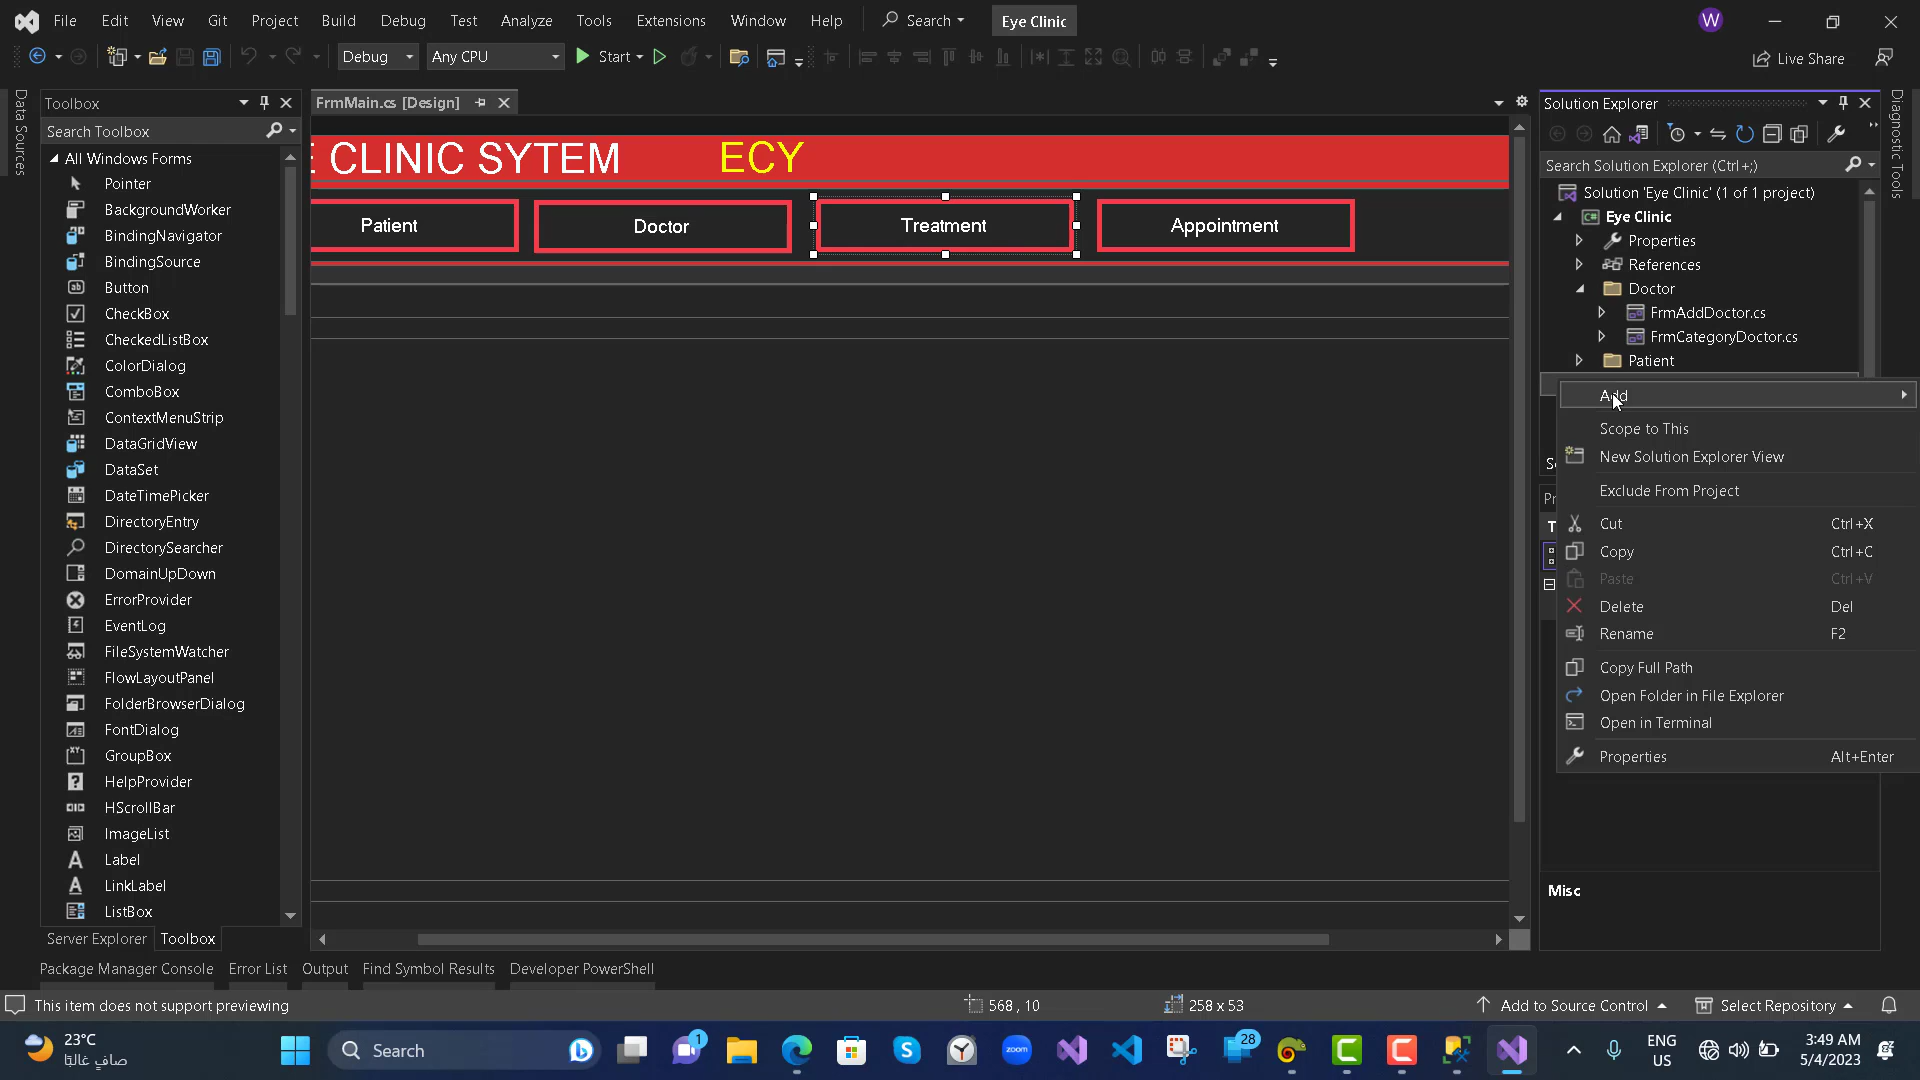 File Edit View Git Project Build Debug Test Analyze Tools Extensions Window Help Search Eye Clinic W
Debug Any CPU Start Live Share
Data Sources
Toolbox
Search Toolbox
All Windows Forms
Pointer
BackgroundWorker
BindingNavigator
BindingSource
Button
CheckBox
CheckedListBox
ColorDialog
ComboBox
ContextMenuStrip
DataGridView
DataSet
DateTimePicker
DirectoryEntry
DirectorySearcher
DomainUpDown
ErrorProvider
EventLog
FileSystemWatcher
FlowLayoutPanel
FolderBrowserDialog
FontDialog
GroupBox
HelpProvider
HScrollBar
ImageList
Label
LinkLabel
ListBox
Server Explorer Toolbox
FrmMain.cs [Design]
CLINIC SYTEM ECY
Patient Doctor Treatment Appointment
Solution Explorer
Search Solution Explorer (Ctrl+;)
Solution 'Eye Clinic' (1 of 1 project)
Eye Clinic
Properties
References
Doctor
FrmAddDoctor.cs
FrmCategoryDoctor.cs
Patient
Add
Scope to This
New Solution Explorer View
Exclude From Project
Cut Ctrl+X
Copy Ctrl+C
Paste Ctrl+V
Delete Del
Rename F2
Copy Full Path
Open Folder in File Explorer
Open in Terminal
Properties Alt+Enter
Misc
Diagnostic Tools
Package Manager Console Error List Output Find Symbol Results Developer PowerShell
This item does not support previewing 568 , 10 258 x 53 Add to Source Control Select Repository
23°C
صافٍ غالبًا
Search
1
zoom
28
ENG
US
3:49 AM
5/4/2023